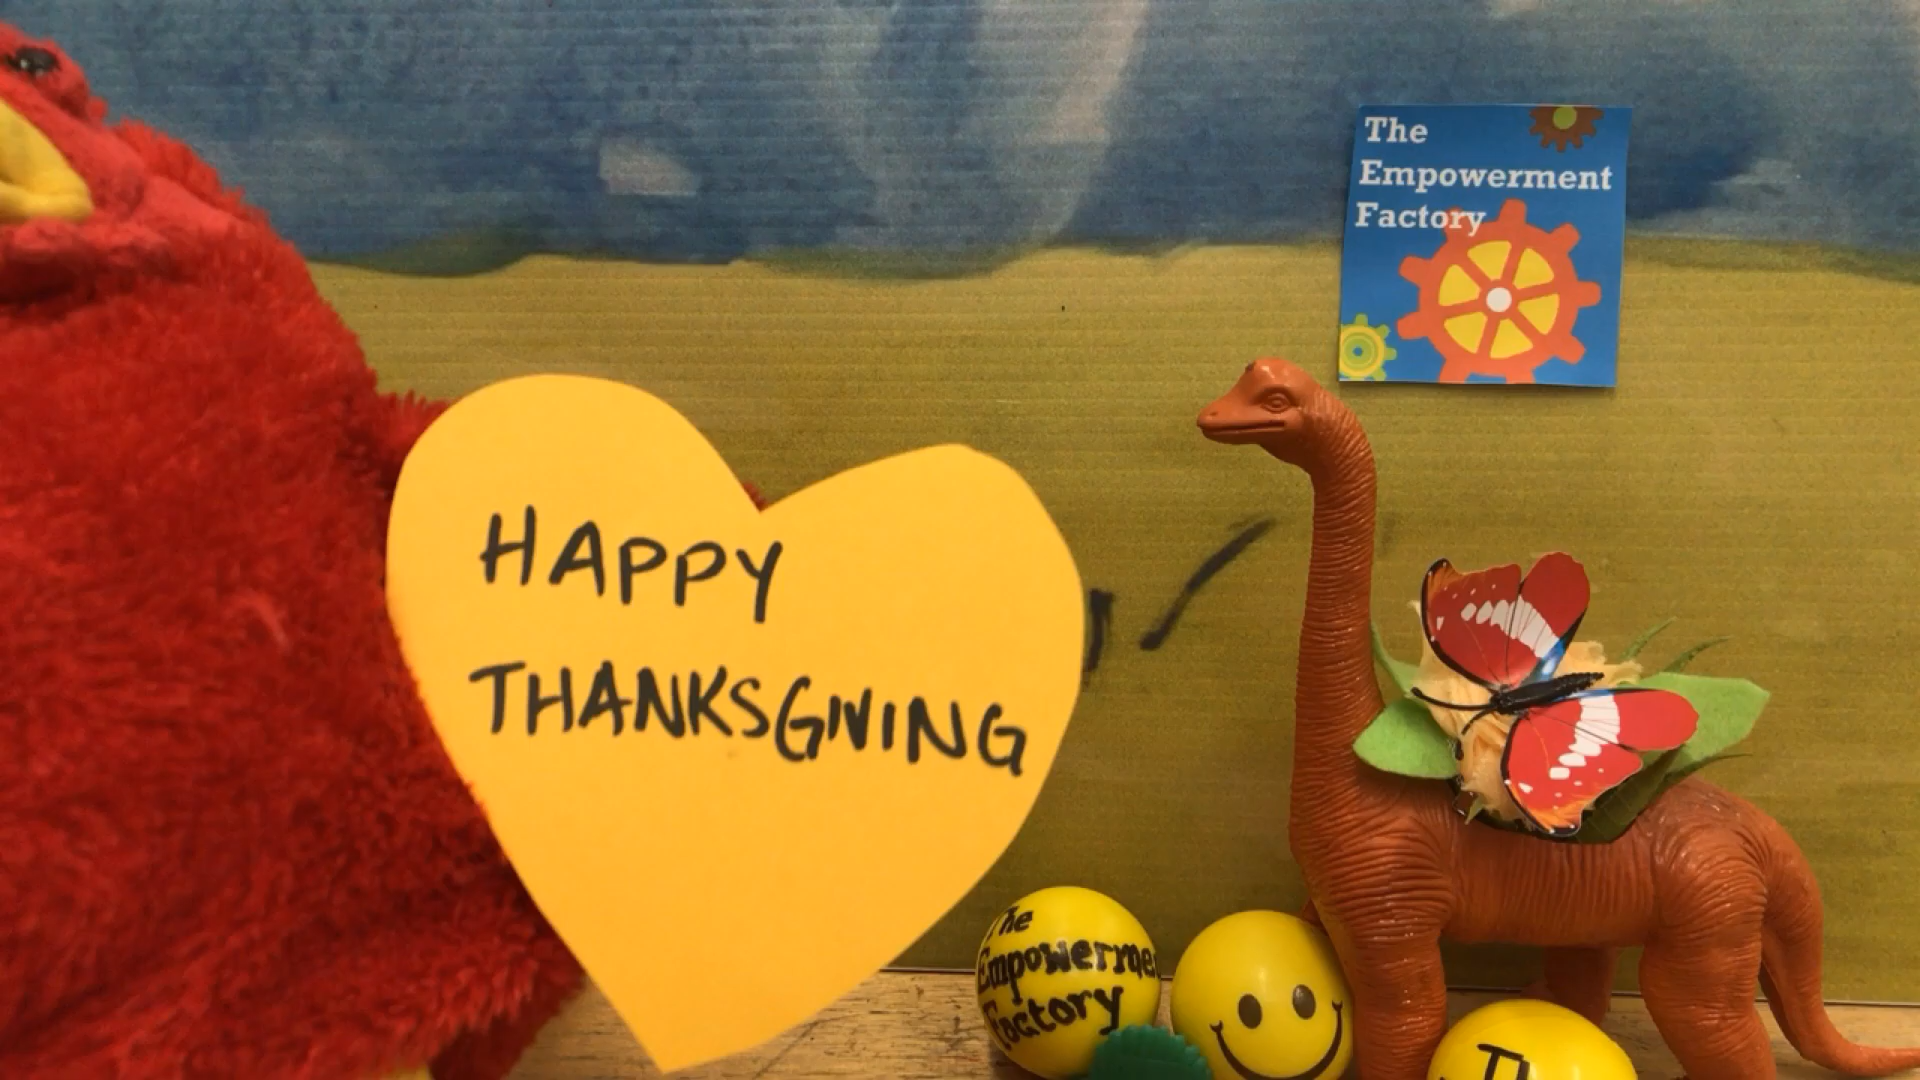 The
Empowerment
Factory
HAPPY
THANKSGIVING
The
Empowerme
Factory